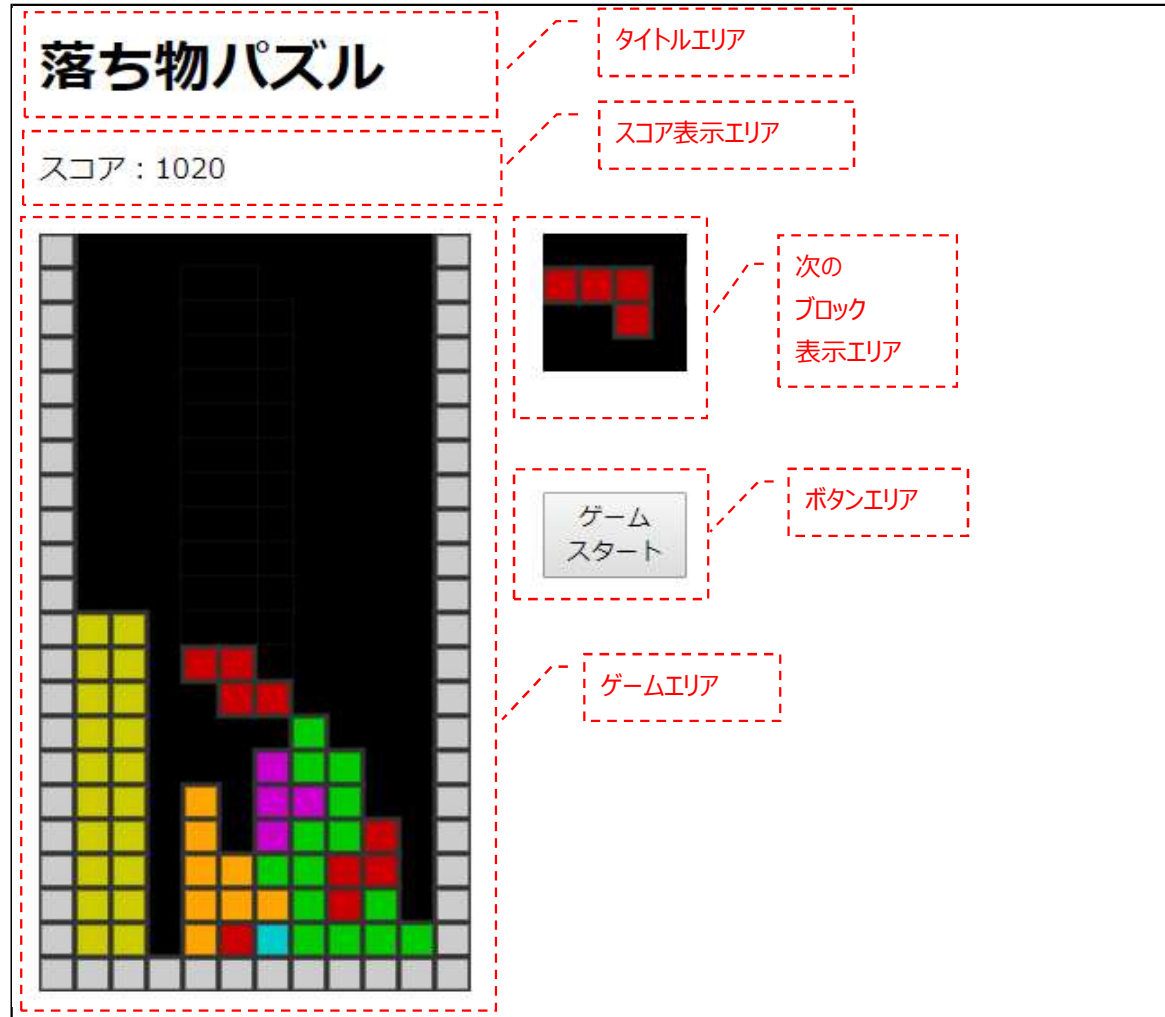 落ち物パズル
タイトルエリア
スコア：1020
スコア表示エリア
次の
ブロック
表示エリア
ゲーム
スタート
ボタンエリア
ゲームエリア